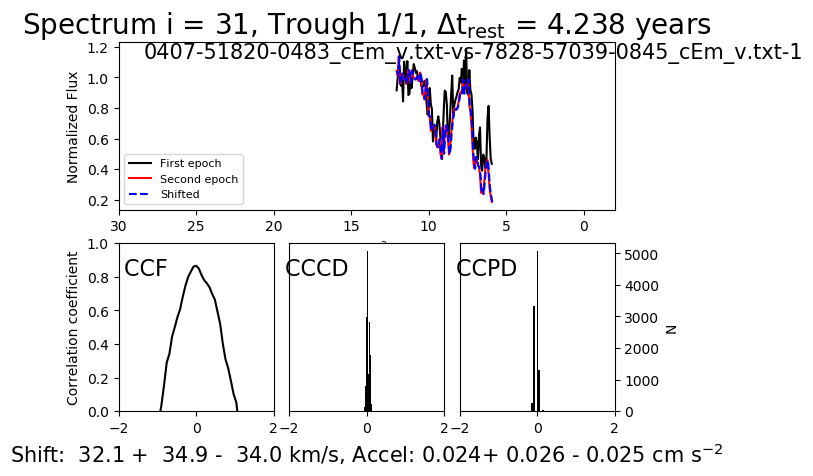 Spectrum i = 31, Trough 1/1, Δt_rest = 4.238 years
0407-51820-0483_cEm_v.txt-vs-7828-57039-0845_cEm_v.txt-1
Normalized Flux
1.2
1.0
0.8
0.6
0.4
0.2
First epoch
Second epoch
Shifted
30 25 20 15 10 5 0
Correlation coefficient
1.0
0.8
0.6
0.4
0.2
0.0
CCF
CCCD
CCPD
5000
4000
3000
2000
1000
0
N
−2 0 2
−2 0 2
−2 0 2
Shift:  32.1 +  34.9 -  34.0 km/s, Accel: 0.024+ 0.026 - 0.025 cm s⁻²